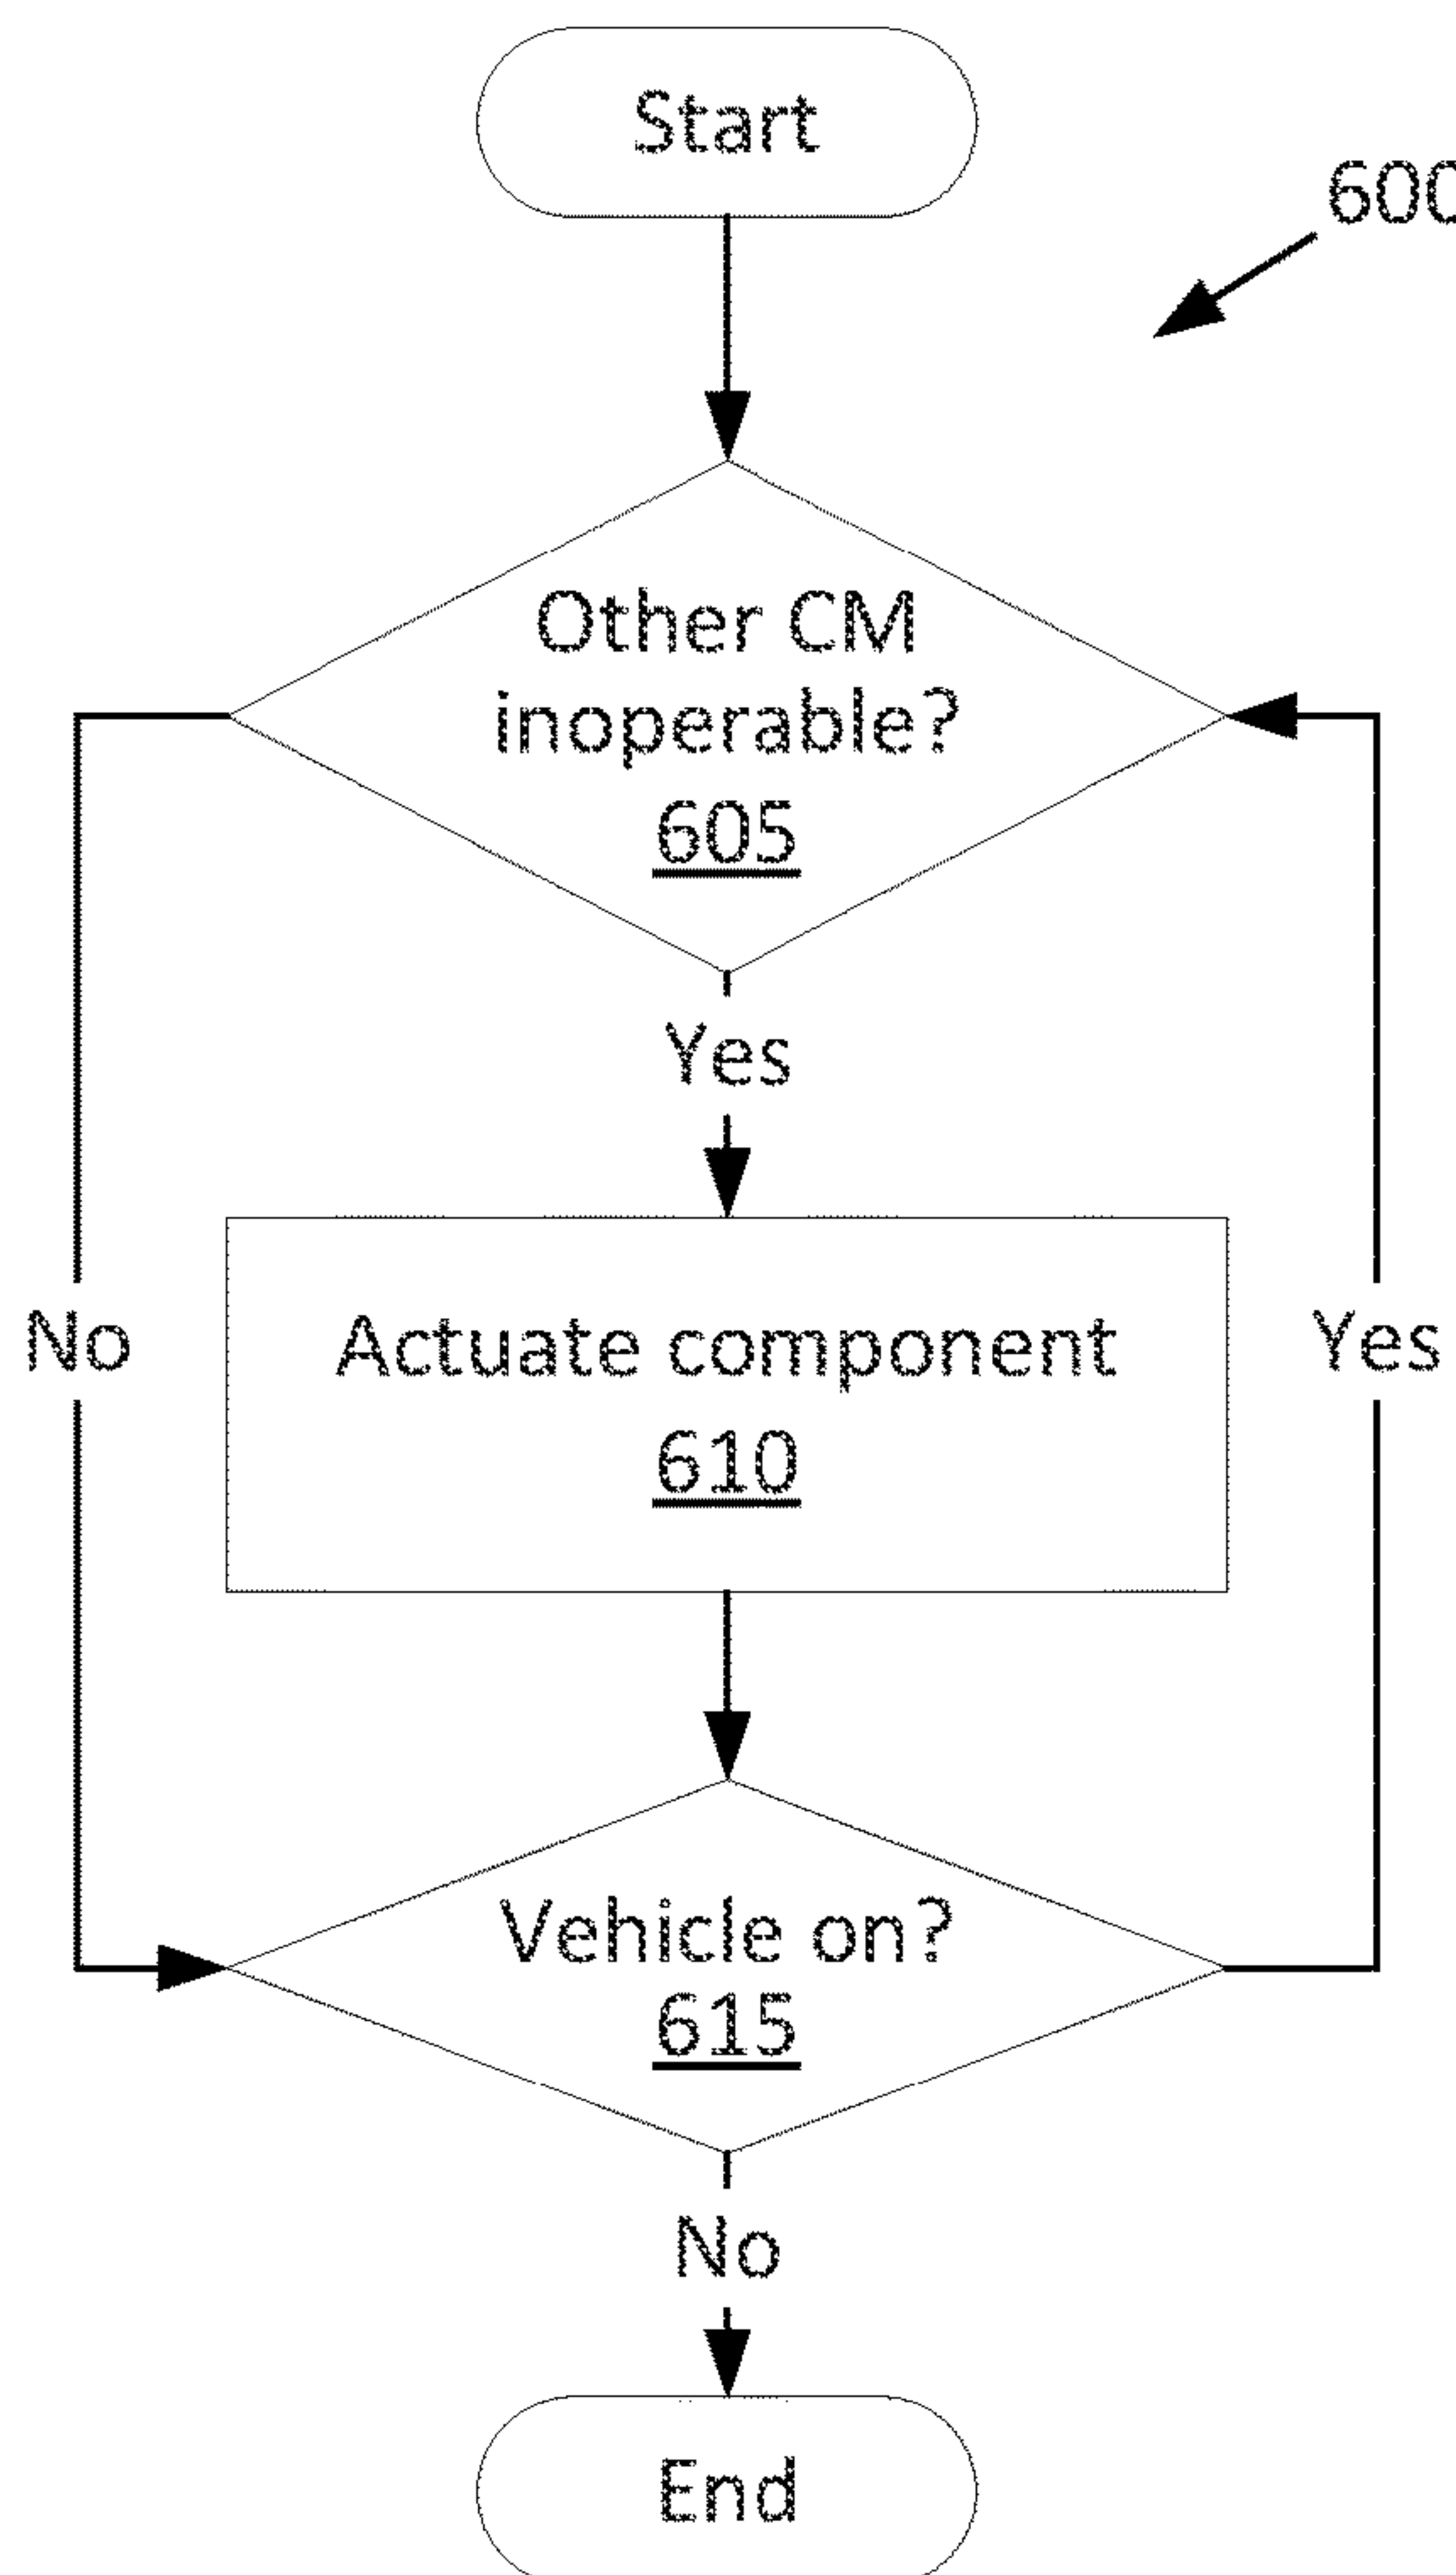 Start
600
Other CM
inoperable?
605
Yes
No
Actuate component
610
Yes
Vehicle on?
615
No
End